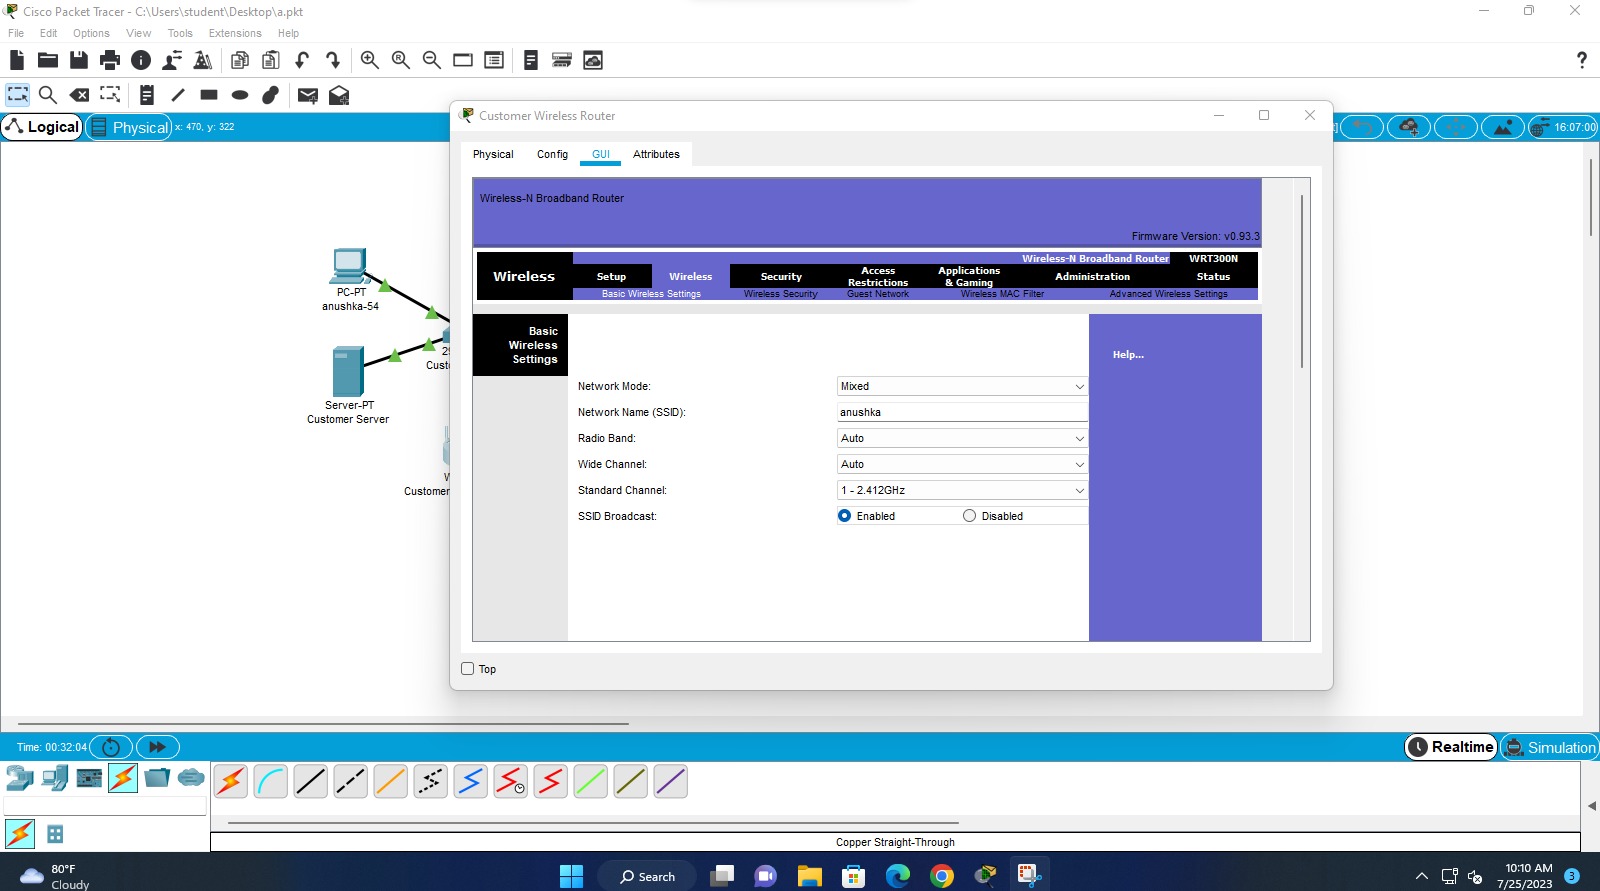 Cisco Packet Tracer - C:\Users\student\Desktop\a.pkt
File Edit Options View Tools Extensions Help
Logical
Physical x: 470, y: 322
16:07:00
PC-PT
anushka-54
Server-PT
Customer Server
Customer
Customer Wireless Router
Physical Config GUI Attributes
Wireless-N Broadband Router
Firmware Version: v0.93.3
Wireless-N Broadband Router WRT300N
Wireless
Setup Wireless Security Access Restrictions Applications & Gaming Administration Status
Basic Wireless Settings Wireless Security Guest Network Wireless MAC Filter Advanced Wireless Settings
Basic
Wireless
Settings
Help...
Network Mode: Mixed
Network Name (SSID): anushka
Radio Band: Auto
Wide Channel: Auto
Standard Channel: 1 - 2.412GHz
SSID Broadcast: Enabled Disabled
Top
Time: 00:32:04
Realtime
Simulation
Copper Straight-Through
80°F
Cloudy
Search
10:10 AM
7/25/2023
3